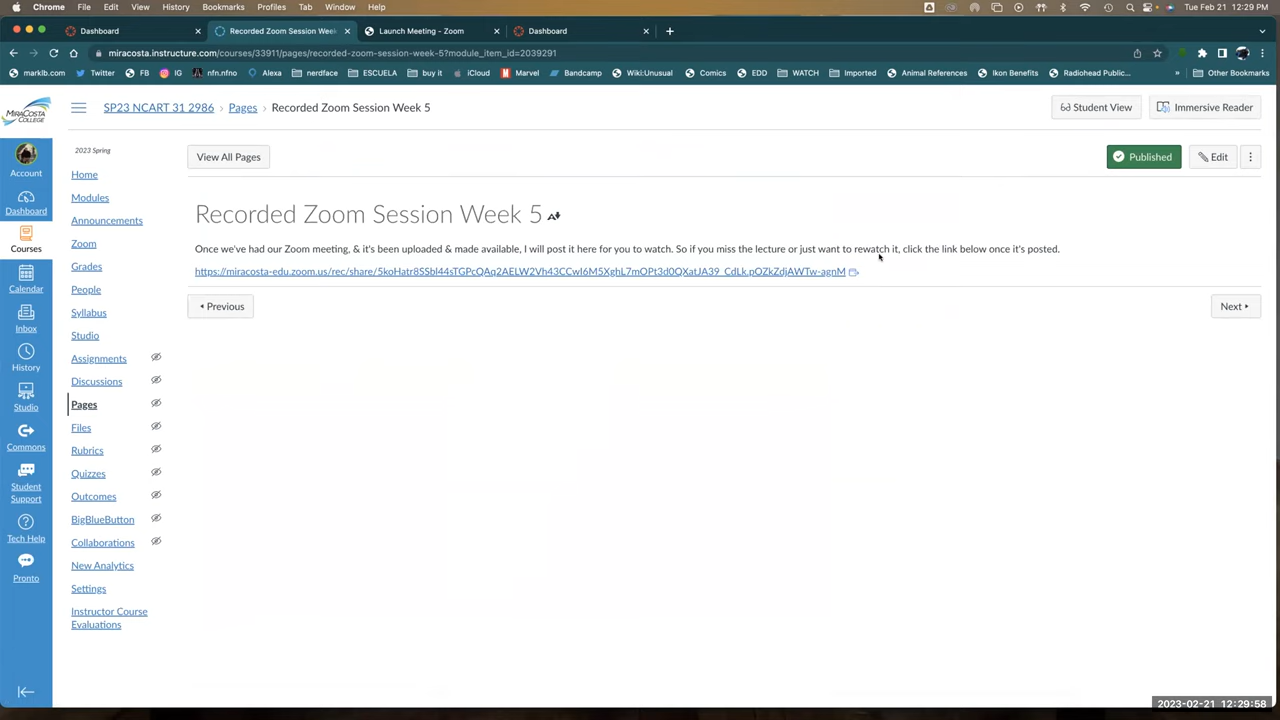 Chrome File Edit View History Bookmarks Profiles Tab Window Help Tue Feb 21 12:29 PM
Dashboard Recorded Zoom Session Week Launch Meeting - Zoom Dashboard
miracosta.instructure.com/courses/33911/pages/recorded-zoom-session-week-5?module_item_id=2039291
markIb.com Twitter FB IG nfn.nfno Alexa nerdface ESCUELA buy it iCloud Marvel Bandcamp Wiki:Unusual Comics EDD WATCH Imported Animal References Ikon Benefits Radiohead Public... » Other Bookmarks
MIRACOSTA COLLEGE
SP23 NCART 31 2986 > Pages > Recorded Zoom Session Week 5
Student View Immersive Reader
Account
Dashboard
Courses
Calendar
Inbox
History
Studio
Commons
Student Support
Tech Help
Pronto
2023 Spring
Home
Modules
Announcements
Zoom
Grades
People
Syllabus
Studio
Assignments
Discussions
Pages
Files
Rubrics
Quizzes
Outcomes
BigBlueButton
Collaborations
New Analytics
Settings
Instructor Course
Evaluations
View All Pages
Published Edit
Recorded Zoom Session Week 5
Once we've had our Zoom meeting, & it's been uploaded & made available, I will post it here for you to watch. So if you miss the lecture or just want to rewatch it, click the link below once it's posted.
https://miracosta-edu.zoom.us/rec/share/5koHatr8SSbl44sTGPcQAq2AELW2Vh43CCwI6M5XghL7mOPt3d0QXatJA39_CdLk.pOZkZdjAWTw-agnM
Previous Next
2023-02-21 12:29:58